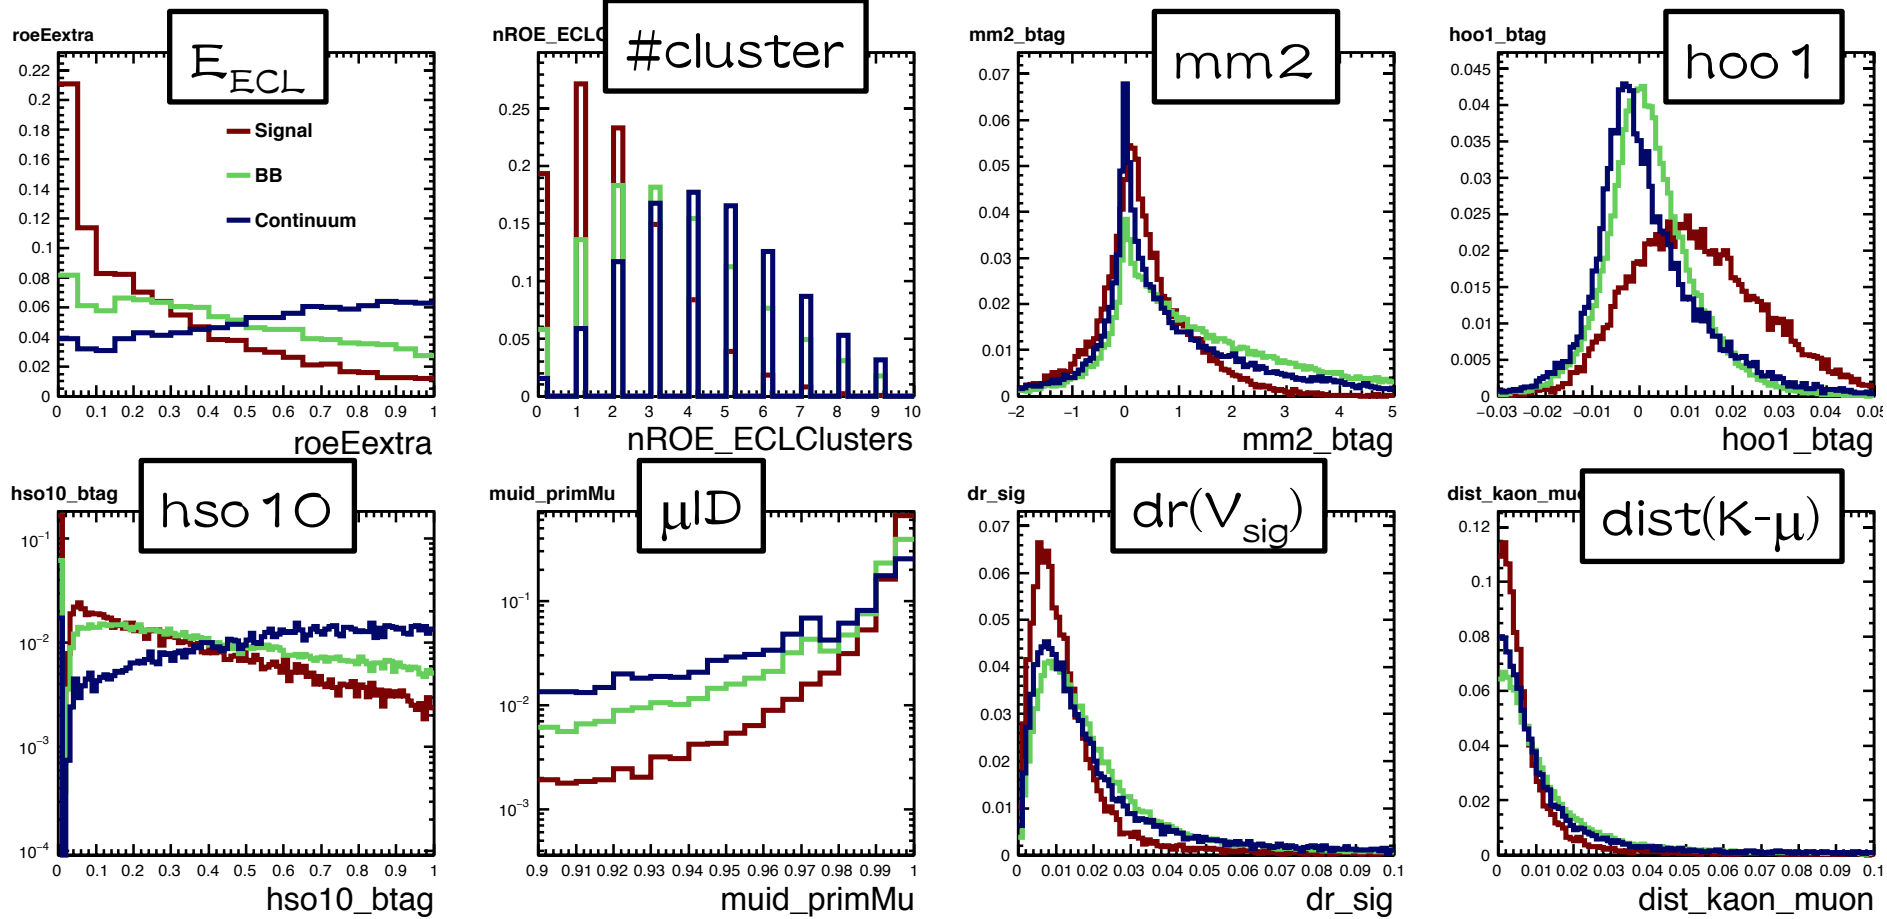 roeEextra
E_ECL
0.22
0.2
0.18
0.16
0.14
0.12
0.1
0.08
0.06
0.04
0.02
0
Signal
BB
Continuum
0 0.1 0.2 0.3 0.4 0.5 0.6 0.7 0.8 0.9 1
roeEextra
nROE_ECLC
#cluster
0.25
0.2
0.15
0.1
0.05
0
0 1 2 3 4 5 6 7 8 9 10
nROE_ECLClusters
mm2_btag
mm2
0.07
0.06
0.05
0.04
0.03
0.02
0.01
0
−2 −1 0 1 2 3 4 5
mm2_btag
hoo1_btag
hoo1
0.045
0.04
0.035
0.03
0.025
0.02
0.015
0.01
0.005
0
−0.03 −0.02 −0.01 0 0.01 0.02 0.03 0.04 0.05
hoo1_btag
hso10_btag
hso10
10−1
10−2
10−3
10−4
0 0.1 0.2 0.3 0.4 0.5 0.6 0.7 0.8 0.9 1
hso10_btag
muid_primMu
μID
10−1
10−2
10−3
0.9 0.91 0.92 0.93 0.94 0.95 0.96 0.97 0.98 0.99 1
muid_primMu
dr_sig
dr(V_sig)
0.07
0.06
0.05
0.04
0.03
0.02
0.01
0
0 0.01 0.02 0.03 0.04 0.05 0.06 0.07 0.08 0.09 0.1
dr_sig
dist_kaon_muo
dist(K-μ)
0.12
0.1
0.08
0.06
0.04
0.02
0
0 0.01 0.02 0.03 0.04 0.05 0.06 0.07 0.08 0.09 0.1
dist_kaon_muon